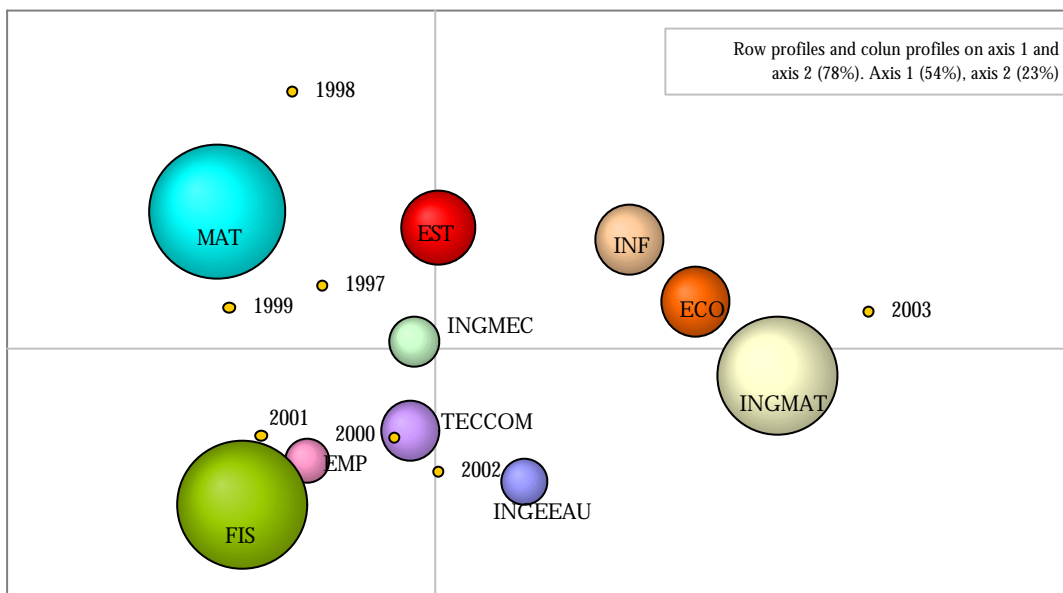 Row profiles and colun profiles on axis 1 and
axis 2 (78%). Axis 1 (54%), axis 2 (23%)
1998
MAT
EST
INF
1997
1999
ECO
2003
INGMEC
INGMAT
2001
2000
TECCOM
EMP
2002
INGEEAU
FIS